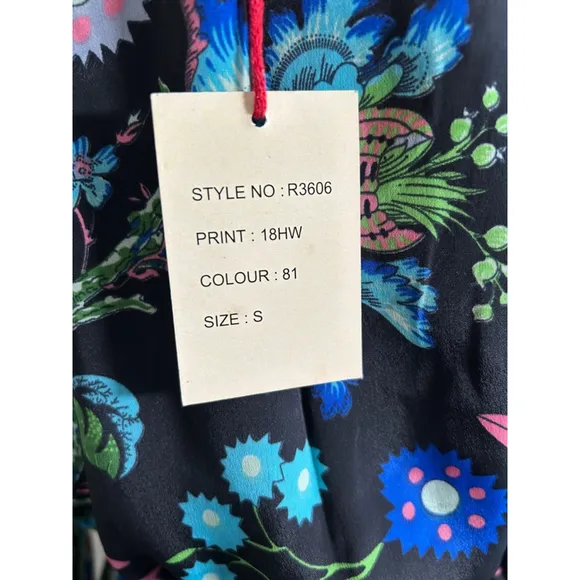 STYLE NO : R3606
PRINT : 18HW
COLOUR : 81
SIZE : S